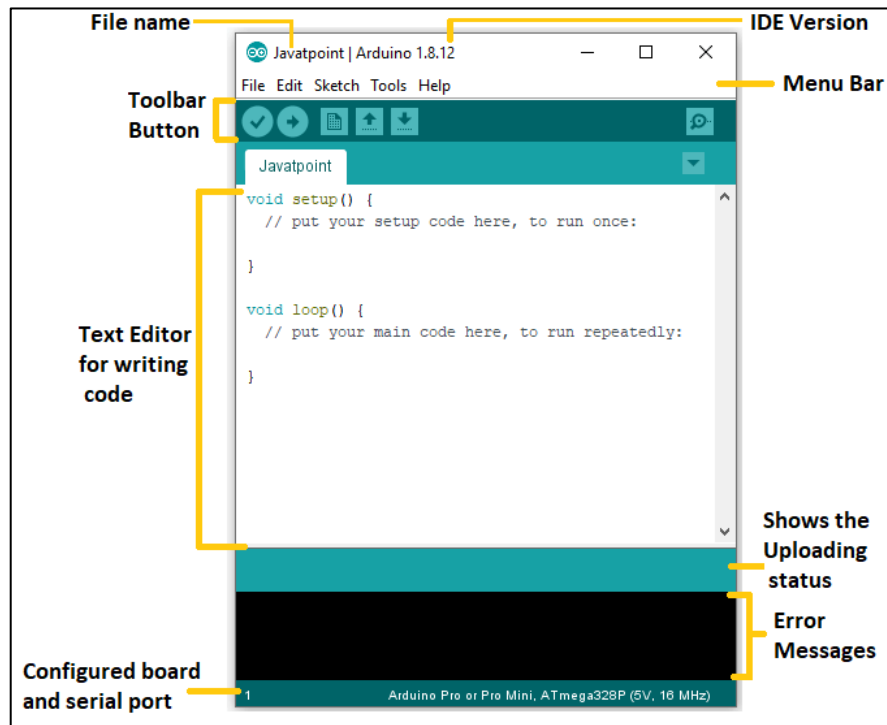 File name
IDE Version
Javatpoint | Arduino 1.8.12
File Edit Sketch Tools Help
Menu Bar
Toolbar
Button
Javatpoint
void setup() {
// put your setup code here, to run once:
}
void loop() {
// put your main code here, to run repeatedly:
}
Text Editor
for writing
code
Shows the
Uploading
status
Error
Messages
Configured board
and serial port
1 Arduino Pro or Pro Mini, ATmega328P (5V, 16 MHz)